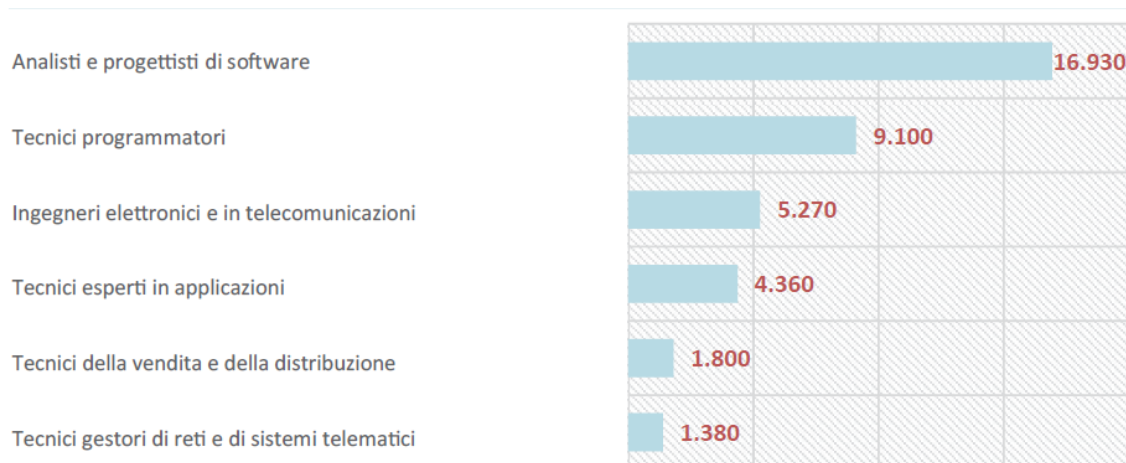 Analisti e progettisti di software 16.930
Tecnici programmatori 9.100
Ingegneri elettronici e in telecomunicazioni 5.270
Tecnici esperti in applicazioni 4.360
Tecnici della vendita e della distribuzione 1.800
Tecnici gestori di reti e di sistemi telematici 1.380